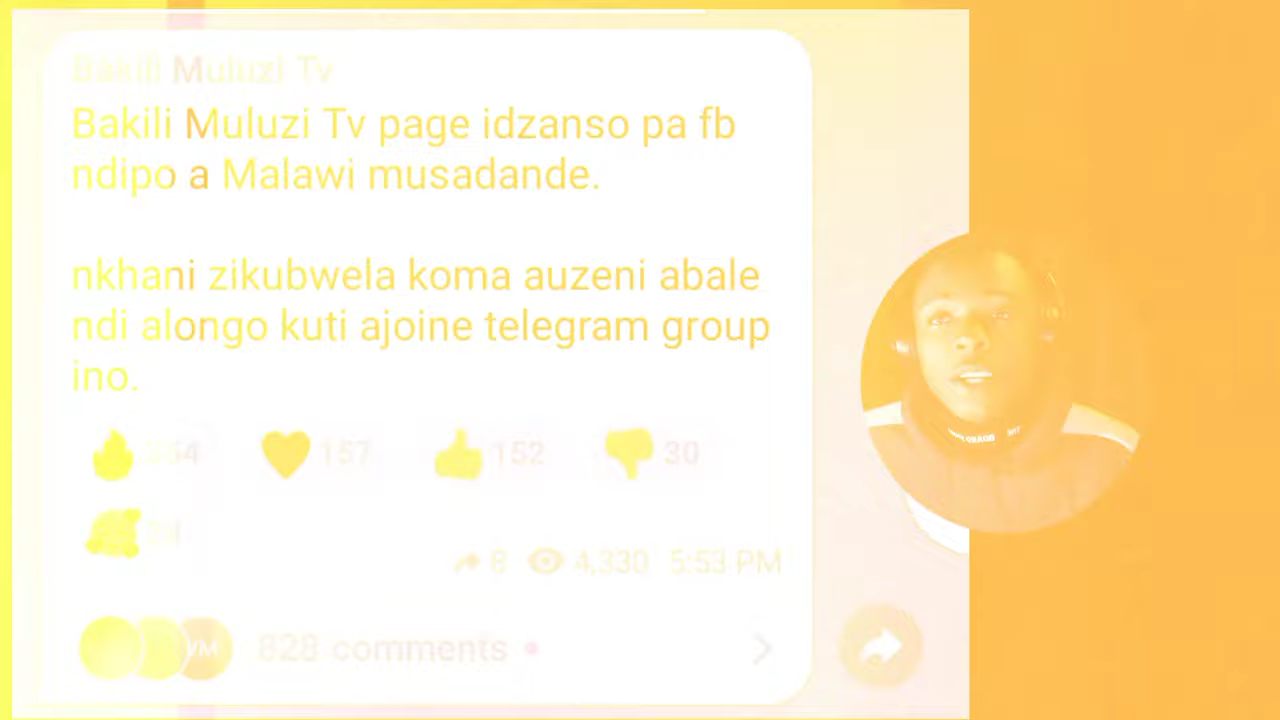 Bakili Muluzi Tv
Bakili Muluzi Tv page idzanso pa fb
ndipo a Malawi musadande.
nkhani zikubwela koma auzeni abale
ndi alongo kuti ajoine telegram group
ino.
157 152 30
8 4,330 5:53 PM
828 comments